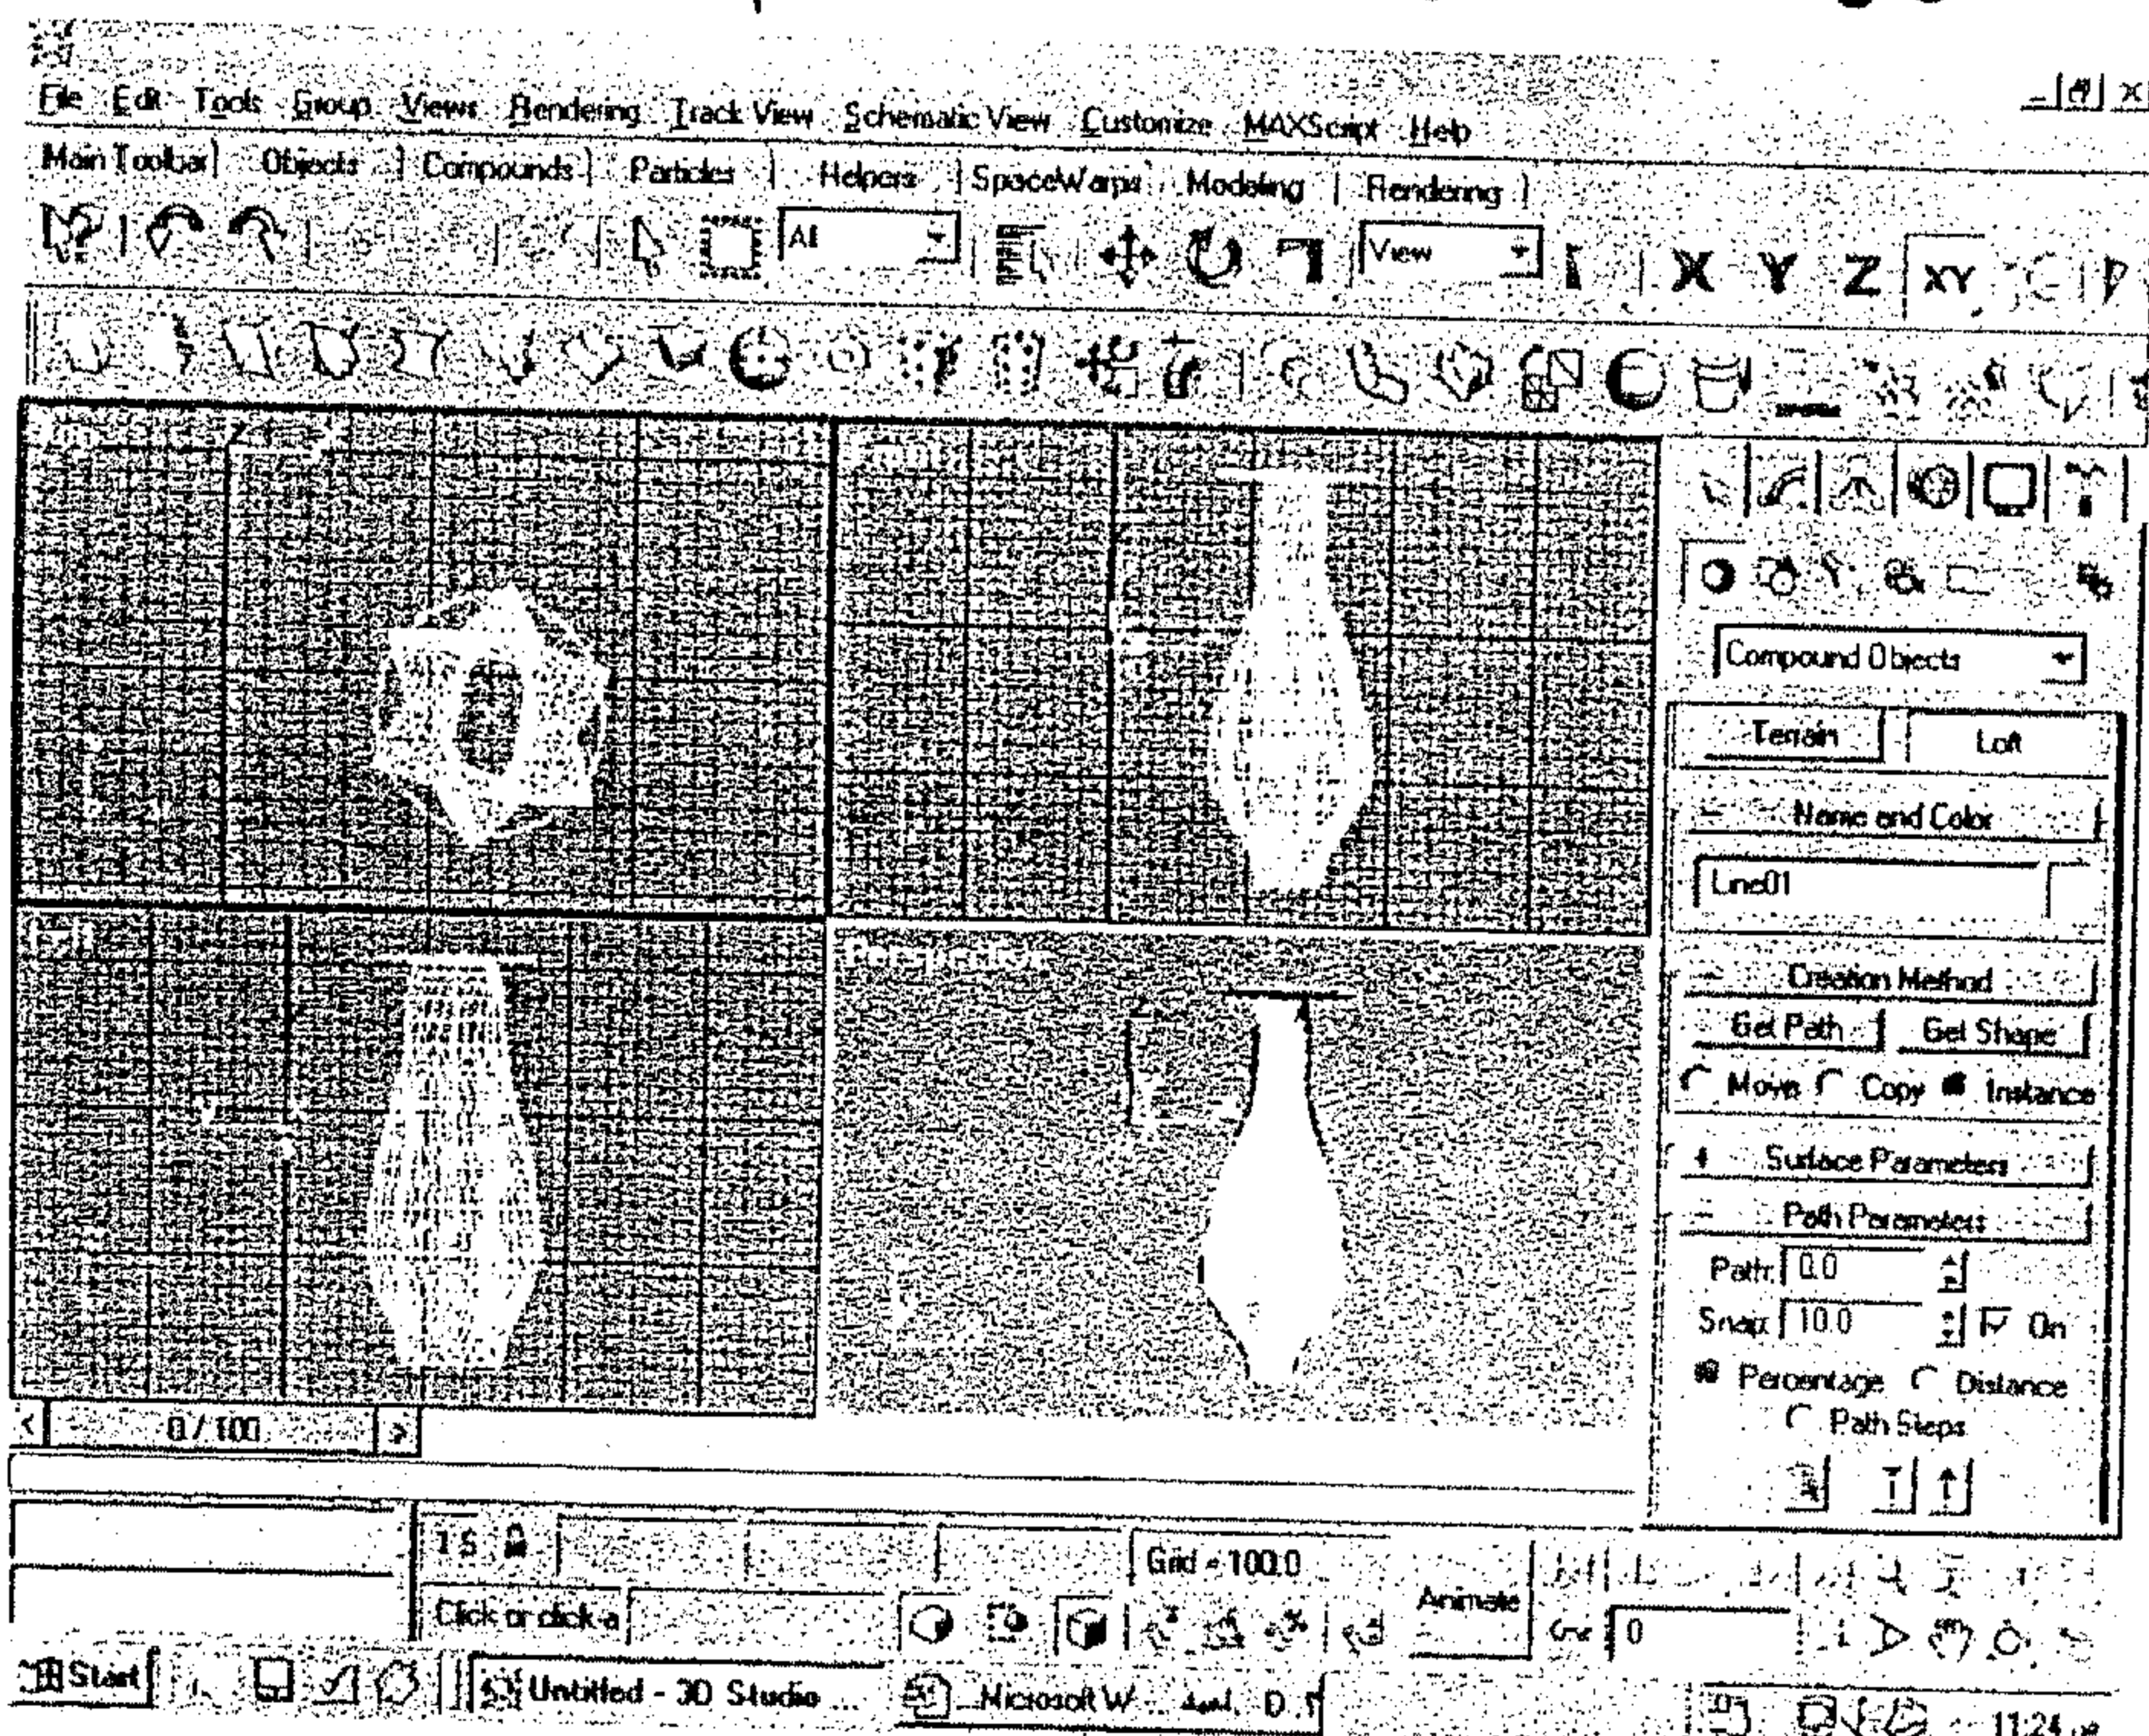 File Edit Tools Group Views Rendering Track View Schematic View Customize MAXScript Help
Main Toolbar Objects Compounds Particles Helpers SpaceWarps Modeling Rendering
All View X Y Z XY
Perspective
Compound Objects
Terrain Loft
Name and Color
Line01
Creation Method
Get Path Get Shape
Move Copy Instance
Surface Parameters
Path Parameters
Path: 0.0
Snap: 10.0 On
Percentage Distance
Path Steps
0 / 100
Grid = 100.0
Click or click-a
Animate
0
Start Untitled - 3D Studio ... Microsoft W
11:24